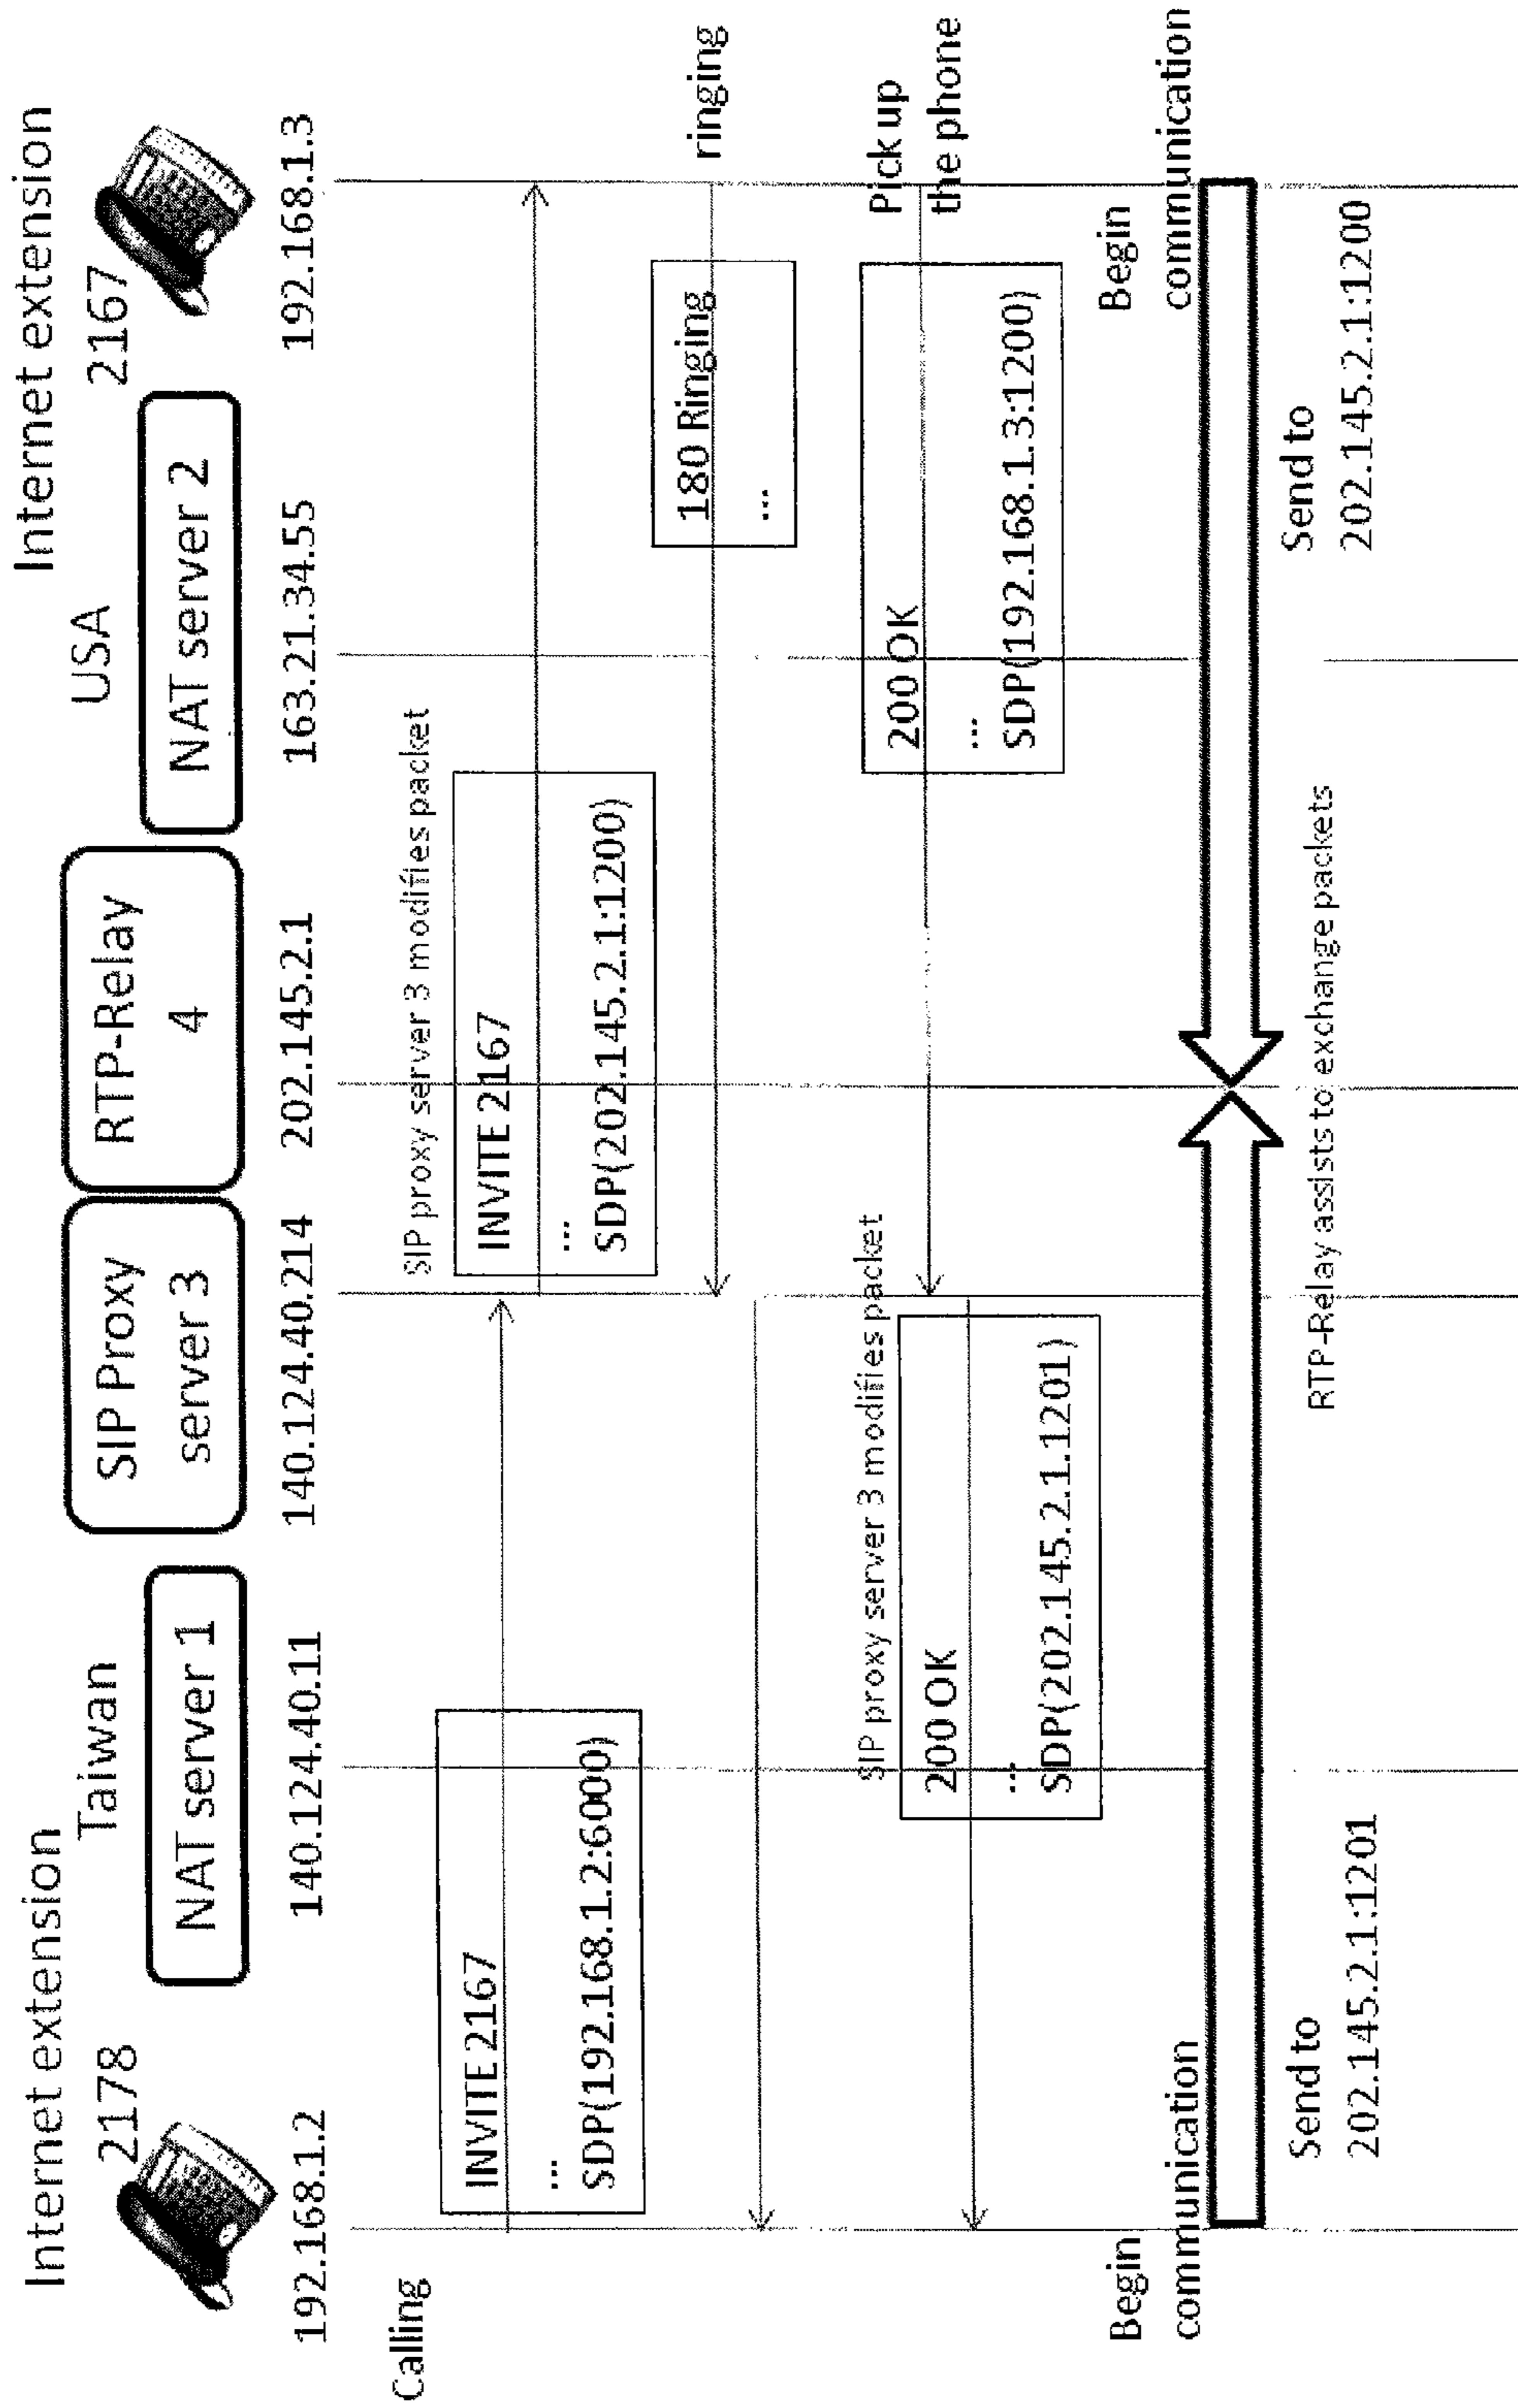 Internet extension
2178
192.168.1.2
Taiwan
NAT server 1
140.124.40.11
SIP Proxy
server 3
140.124.40.214
RTP-Relay
4
202.145.2.1
USA
NAT server 2
163.21.34.55
Internet extension
2167
192.168.1.3
Calling
INVITE 2167
...
SDP(192.168.1.2:6000)
SIP proxy server 3 modifies packet
INVITE 2167
...
SDP(202.145.2.1:1200)
180 Ringing
...
ringing
Pick up
the phone
200 OK
...
SDP(192.168.1.3:1200)
SIP proxy server 3 modifies packet
200 OK
...
SDP(202.145.2.1.1201)
Begin
communication
Begin
communication
Send to
202.145.2.1:1201
RTP-Relay assists to exchange packets
Send to
202.145.2.1:1200